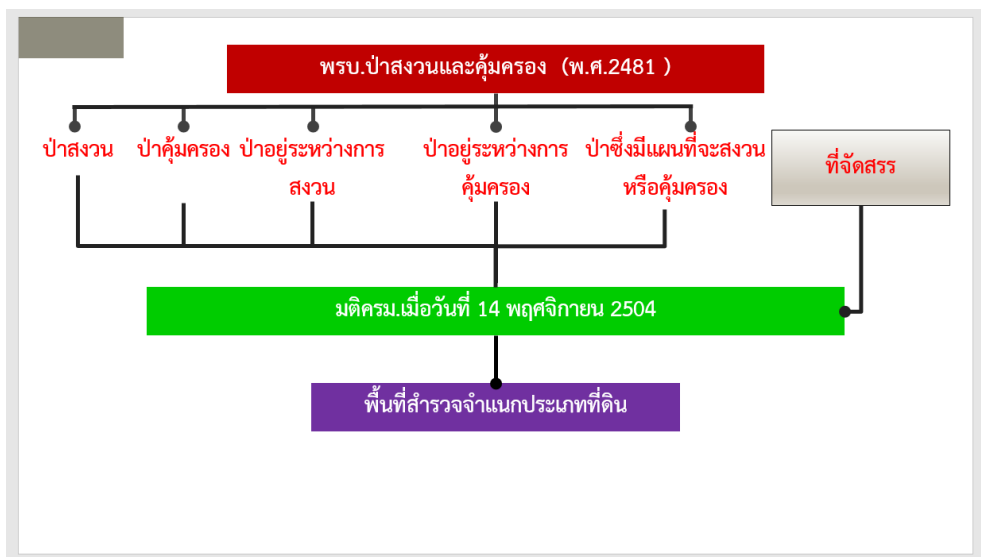 พรบ.ป่าสงวนและคุ้มครอง (พ.ศ.2481 )
ป่าสงวน
ป่าคุ้มครอง
ป่าอยู่ระหว่างการ
สงวน
ป่าอยู่ระหว่างการ
คุ้มครอง
ป่าซึ่งมีแผนที่จะสงวน
หรือคุ้มครอง
ที่จัดสรร
มติครม.เมื่อวันที่ 14 พฤศจิกายน 2504
พื้นที่สำรวจจำแนกประเภทที่ดิน